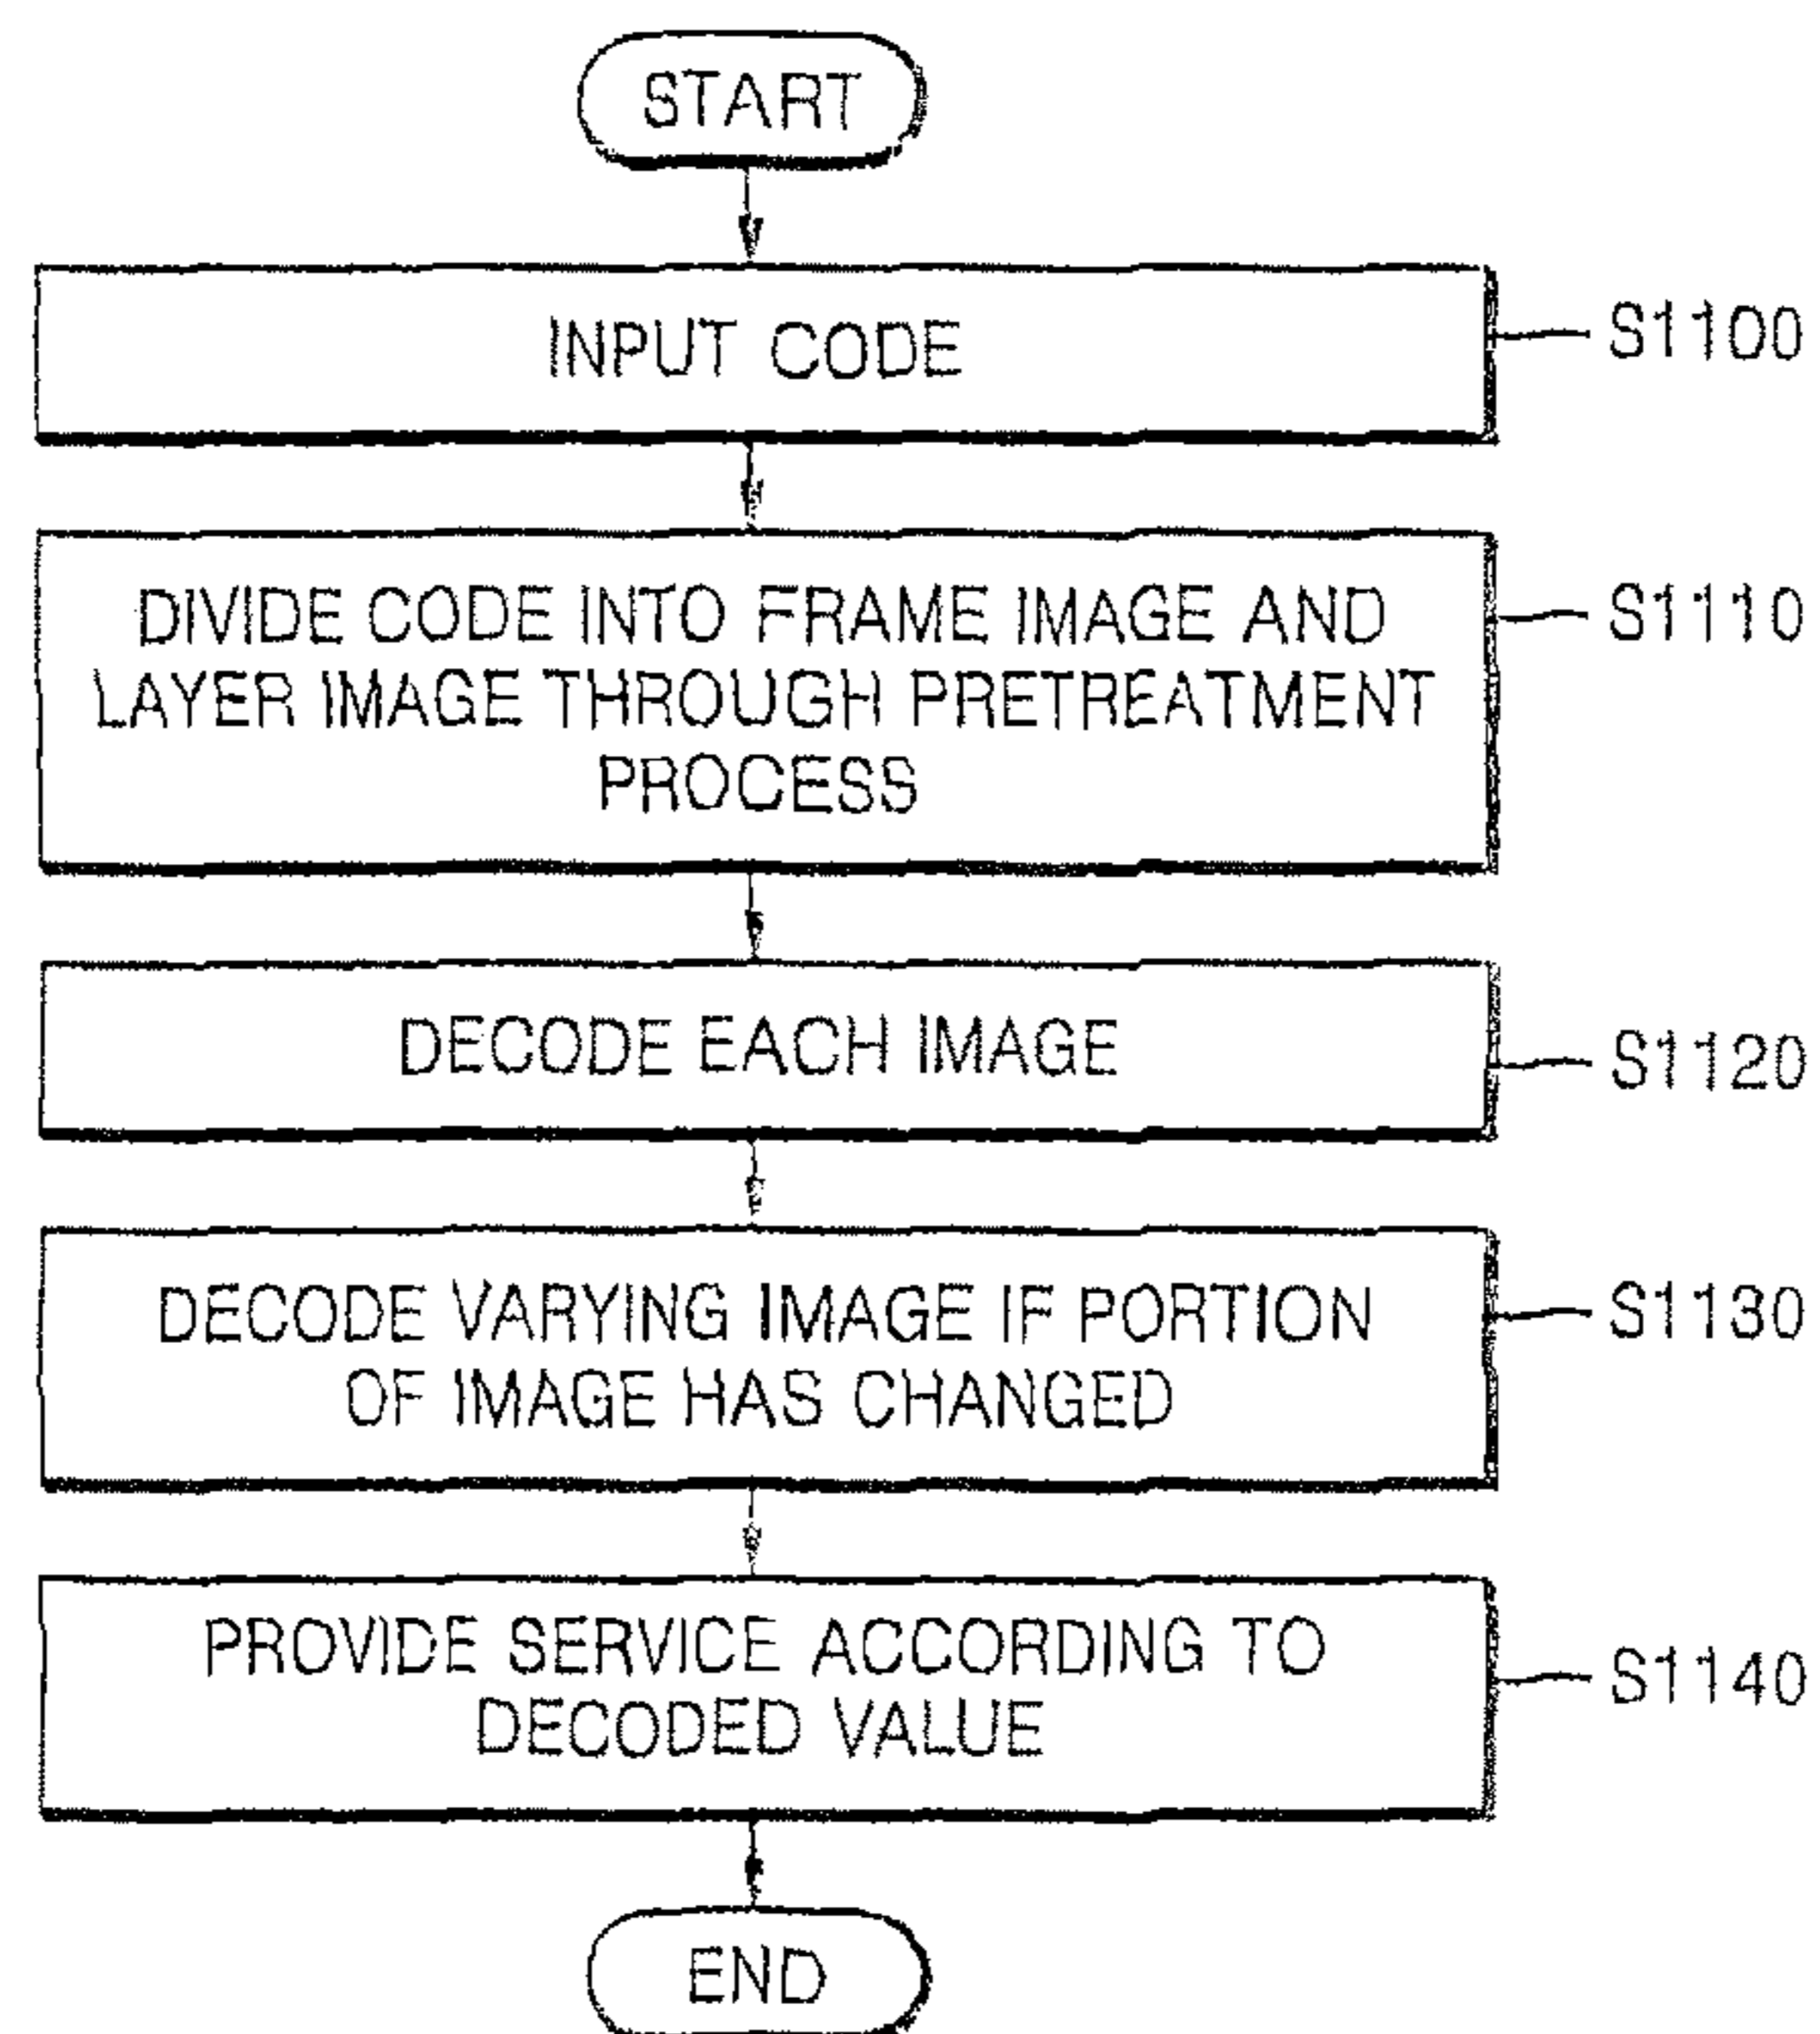 START
INPUT CODE
S1100
DIVIDE CODE INTO FRAME IMAGE AND
LAYER IMAGE THROUGH PRETREATMENT
PROCESS
S1110
DECODE EACH IMAGE
S1120
DECODE VARYING IMAGE IF PORTION
OF IMAGE HAS CHANGED
S1130
PROVIDE SERVICE ACCORDING TO
DECODED VALUE
S1140
END